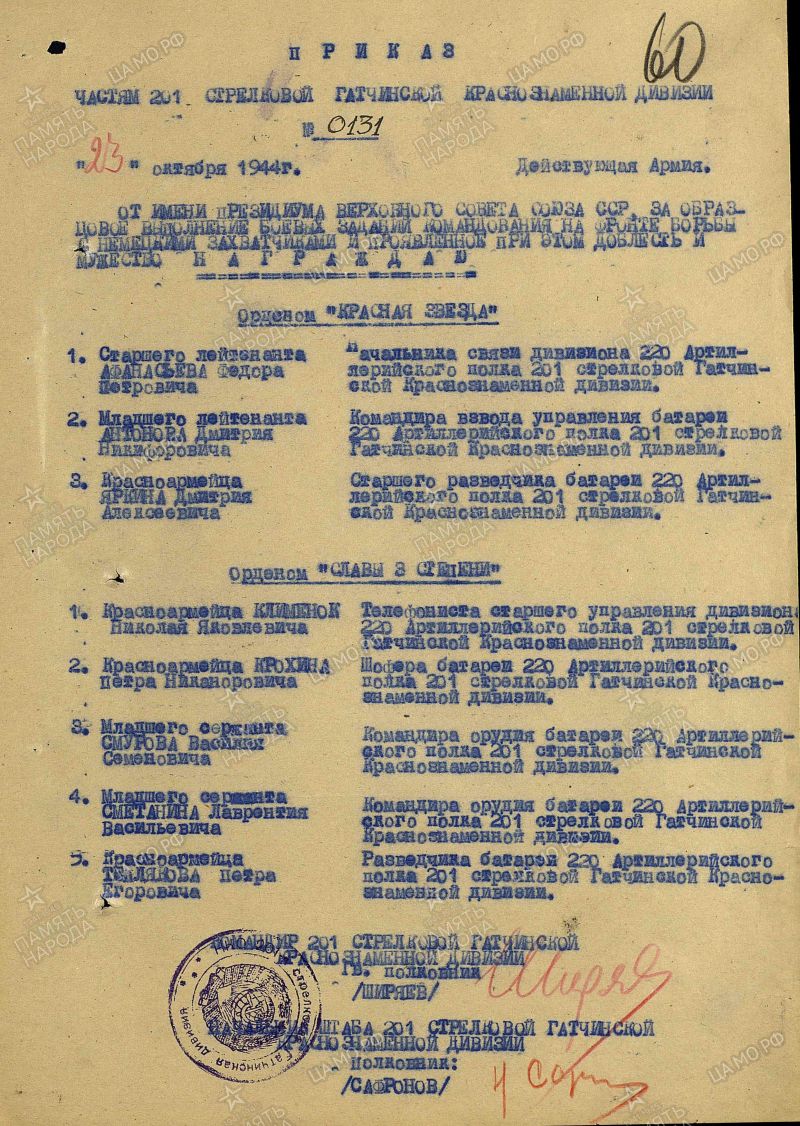 60
П Р И К А З
ЧАСТЯМ 201 СТРЕЛКОВОЙ ГАТЧИНСКОЙ КРАСНОЗНАМЕННОЙ ДИВИЗИИ
№ 0131
"23" октября 1944г. Действующая Армия.
ОТ ИМЕНИ ПРЕЗИДИУМА ВЕРХОВНОГО СОВЕТА СОЮЗА ССР, ЗА ОБРАЗ-
ЦОВОЕ ВЫПОЛНЕНИЕ БОЕВЫХ ЗАДАНИЙ КОМАНДОВАНИЯ НА ФРОНТЕ БОРЬБЫ
С НЕМЕЦКИМИ ЗАХВАТЧИКАМИ И ПРОЯВЛЕННОЕ ПРИ ЭТОМ ДОБЛЕСТЬ И
МУЖЕСТВО Н А Г Р А Ж Д А Ю
Орденом "КРАСНАЯ ЗВЕЗДА"
1. Старшего лейтенанта Начальника связи дивизиона 220 Артил-
АФАНАСЬЕВА Федора лерийского полка 201 стрелковой Гатчин-
Петровича ской Краснознаменной дивизии.
2. Младшего лейтенанта Командира взвода управления батареи
АНТОНОВА Дмитрия 220 Артиллерийского полка 201 стрелковой
Никифоровича Гатчинской Краснознаменной дивизии.
3. Красноармейца Старшего разведчика батареи 220 Артил-
ЯРКИНА Дмитрия лерийского полка 201 стрелковой Гатчин-
Алексеевича ской Краснознаменной дивизии.
Орденом "СЛАВЫ 3 СТЕПЕНИ"
1. Красноармейца КЛИМЕНОК Телефониста старшего управления дивизиона
Николая Яковлевича 220 Артиллерийского полка 201 стрелковой
Гатчинской Краснознаменной дивизии.
2. Красноармейца КРОХИНА Шофера батареи 220 Артиллерийского
Петра Никаноровича полка 201 стрелковой Гатчинской Красно-
знаменной дивизии.
3. Младшего сержанта Командира орудия батареи 220 Артиллерий-
СМУРОВА Василия ского полка 201 стрелковой Гатчинской
Семеновича Краснознаменной дивизии.
4. Младшего сержанта Командира орудия батареи 220 Артиллерий-
СМЕТАНИНА Лаврентия ского полка 201 стрелковой Гатчинской
Васильевича Краснознаменной дивизии.
5. Красноармейца Разведчика батарей 220 Артиллерийского
ТЕПЛЯКОВА Петра полка 201 стрелковой Гатчинской Красно-
Егоровича знаменной дивизии.
КОМАНДИР 201 СТРЕЛКОВОЙ ГАТЧИНСКОЙ
КРАСНОЗНАМЕННОЙ ДИВИЗИИ
Гв. полковник
/ШИРЯЕВ/
НАЧАЛЬНИК ШТАБА 201 СТРЕЛКОВОЙ ГАТЧИНСКОЙ
КРАСНОЗНАМЕННОЙ ДИВИЗИИ
Полковник:
/САФРОНОВ/
стрелковая Гатчинская дивизия
ПАМЯТЬ НАРОДА
ЦАМО.РФ